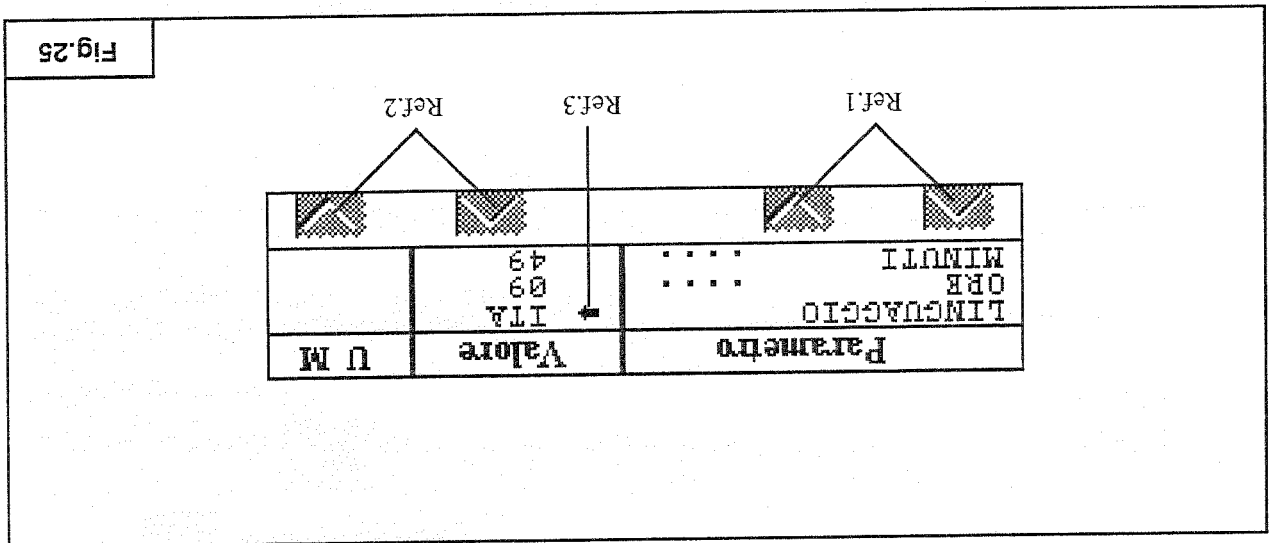 Parametro Valore U M
LINGUAGGIO → ITA
ORE .... 09
MINUTI .... 49
Ref.1 Ref.3 Ref.2
Fig.25